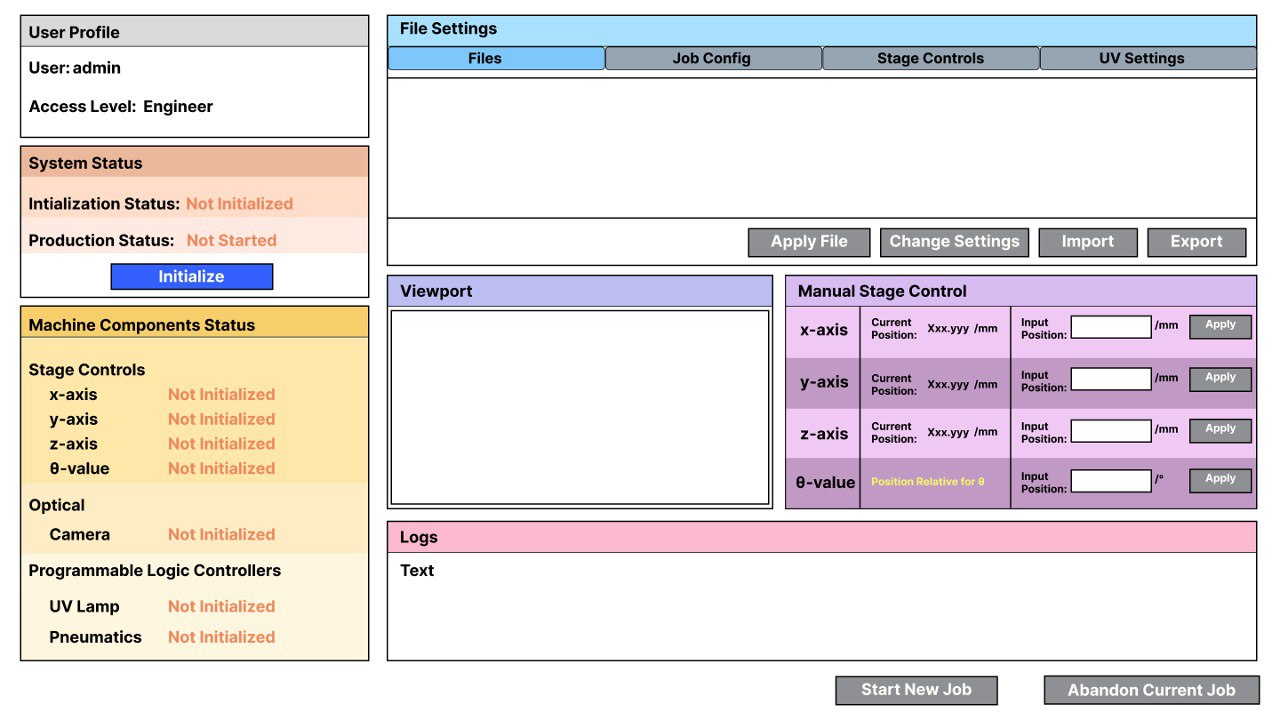 User Profile
User: admin
Access Level: Engineer
System Status
Intialization Status: Not Initialized
Production Status: Not Started
Initialize
Machine Components Status
Stage Controls
x-axis Not Initialized
y-axis Not Initialized
z-axis Not Initialized
θ-value Not Initialized
Optical
Camera Not Initialized
Programmable Logic Controllers
UV Lamp Not Initialized
Pneumatics Not Initialized
File Settings
Files Job Config Stage Controls UV Settings
Apply File Change Settings Import Export
Viewport
Manual Stage Control
x-axis Current Position: Xxx.yyy /mm Input Position: /mm Apply
y-axis Current Position: Xxx.yyy /mm Input Position: /mm Apply
z-axis Current Position: Xxx.yyy /mm Input Position: /mm Apply
θ-value Position Relative for θ Input Position: /° Apply
Logs
Text
Start New Job Abandon Current Job